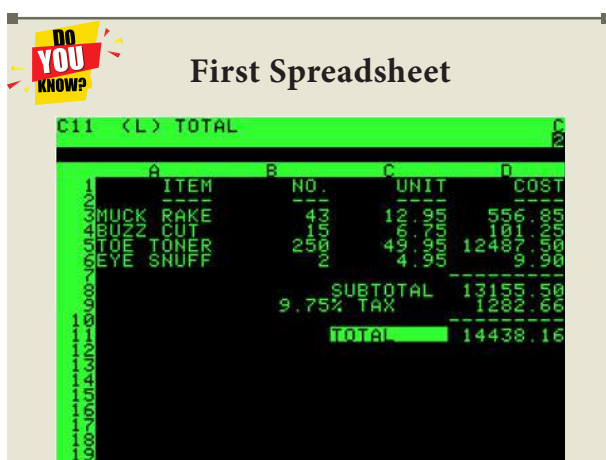 DO
YOU
KNOW?
First Spreadsheet
C11 (L) TOTAL C
2
A B C D
1 ITEM NO. UNIT COST
2 ---- ---- ---- ----
3 MUCK RAKE 43 12.95 556.85
4 BUZZ CUT 15 6.75 101.25
5 TOE TONER 250 49.95 12487.50
6 EYE SNUFF 2 4.95 9.90
7 ---------
8 SUBTOTAL 13155.50
9 9.75% TAX 1282.66
10 ---------
11 TOTAL 14438.16
12
13
14
15
16
17
18
19